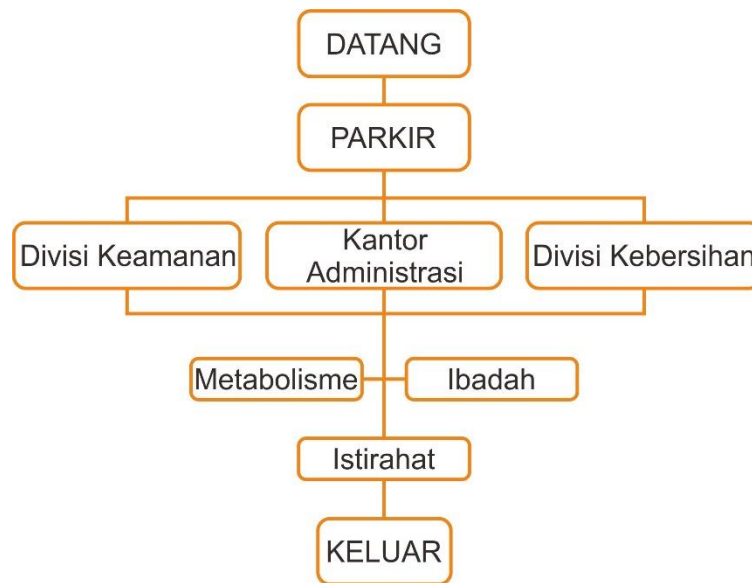 DATANG
PARKIR
Divisi Keamanan
Kantor
Administrasi
Divisi Kebersihan
Metabolisme
Ibadah
Istirahat
KELUAR